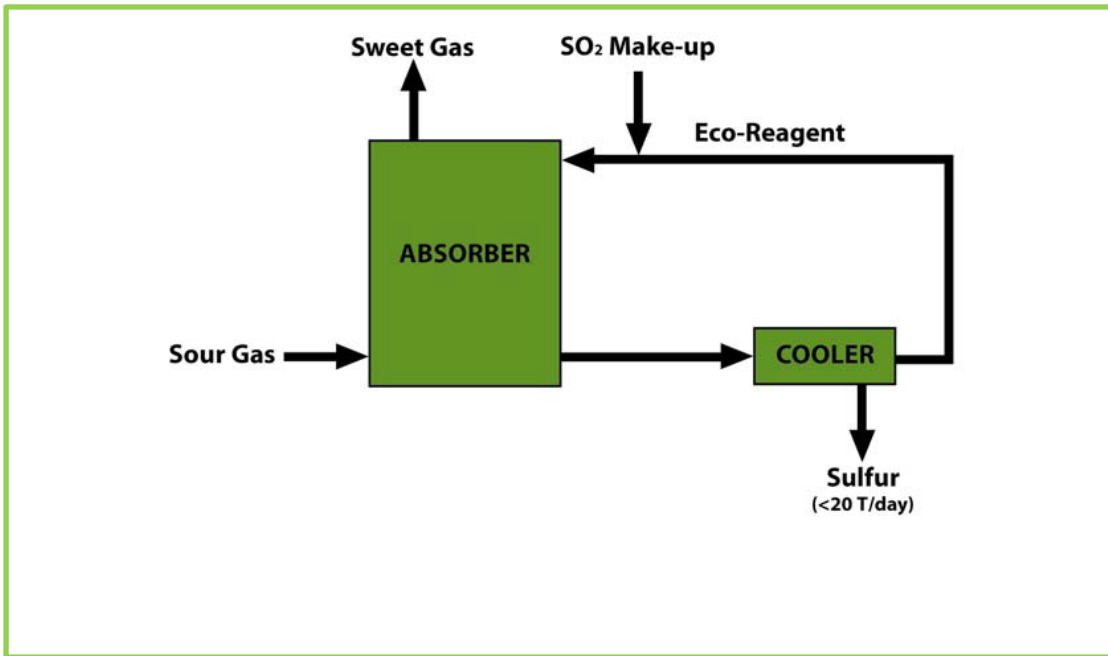 Sweet Gas
SO₂ Make-up
Eco-Reagent
ABSORBER
Sour Gas
COOLER
Sulfur
(<20 T/day)